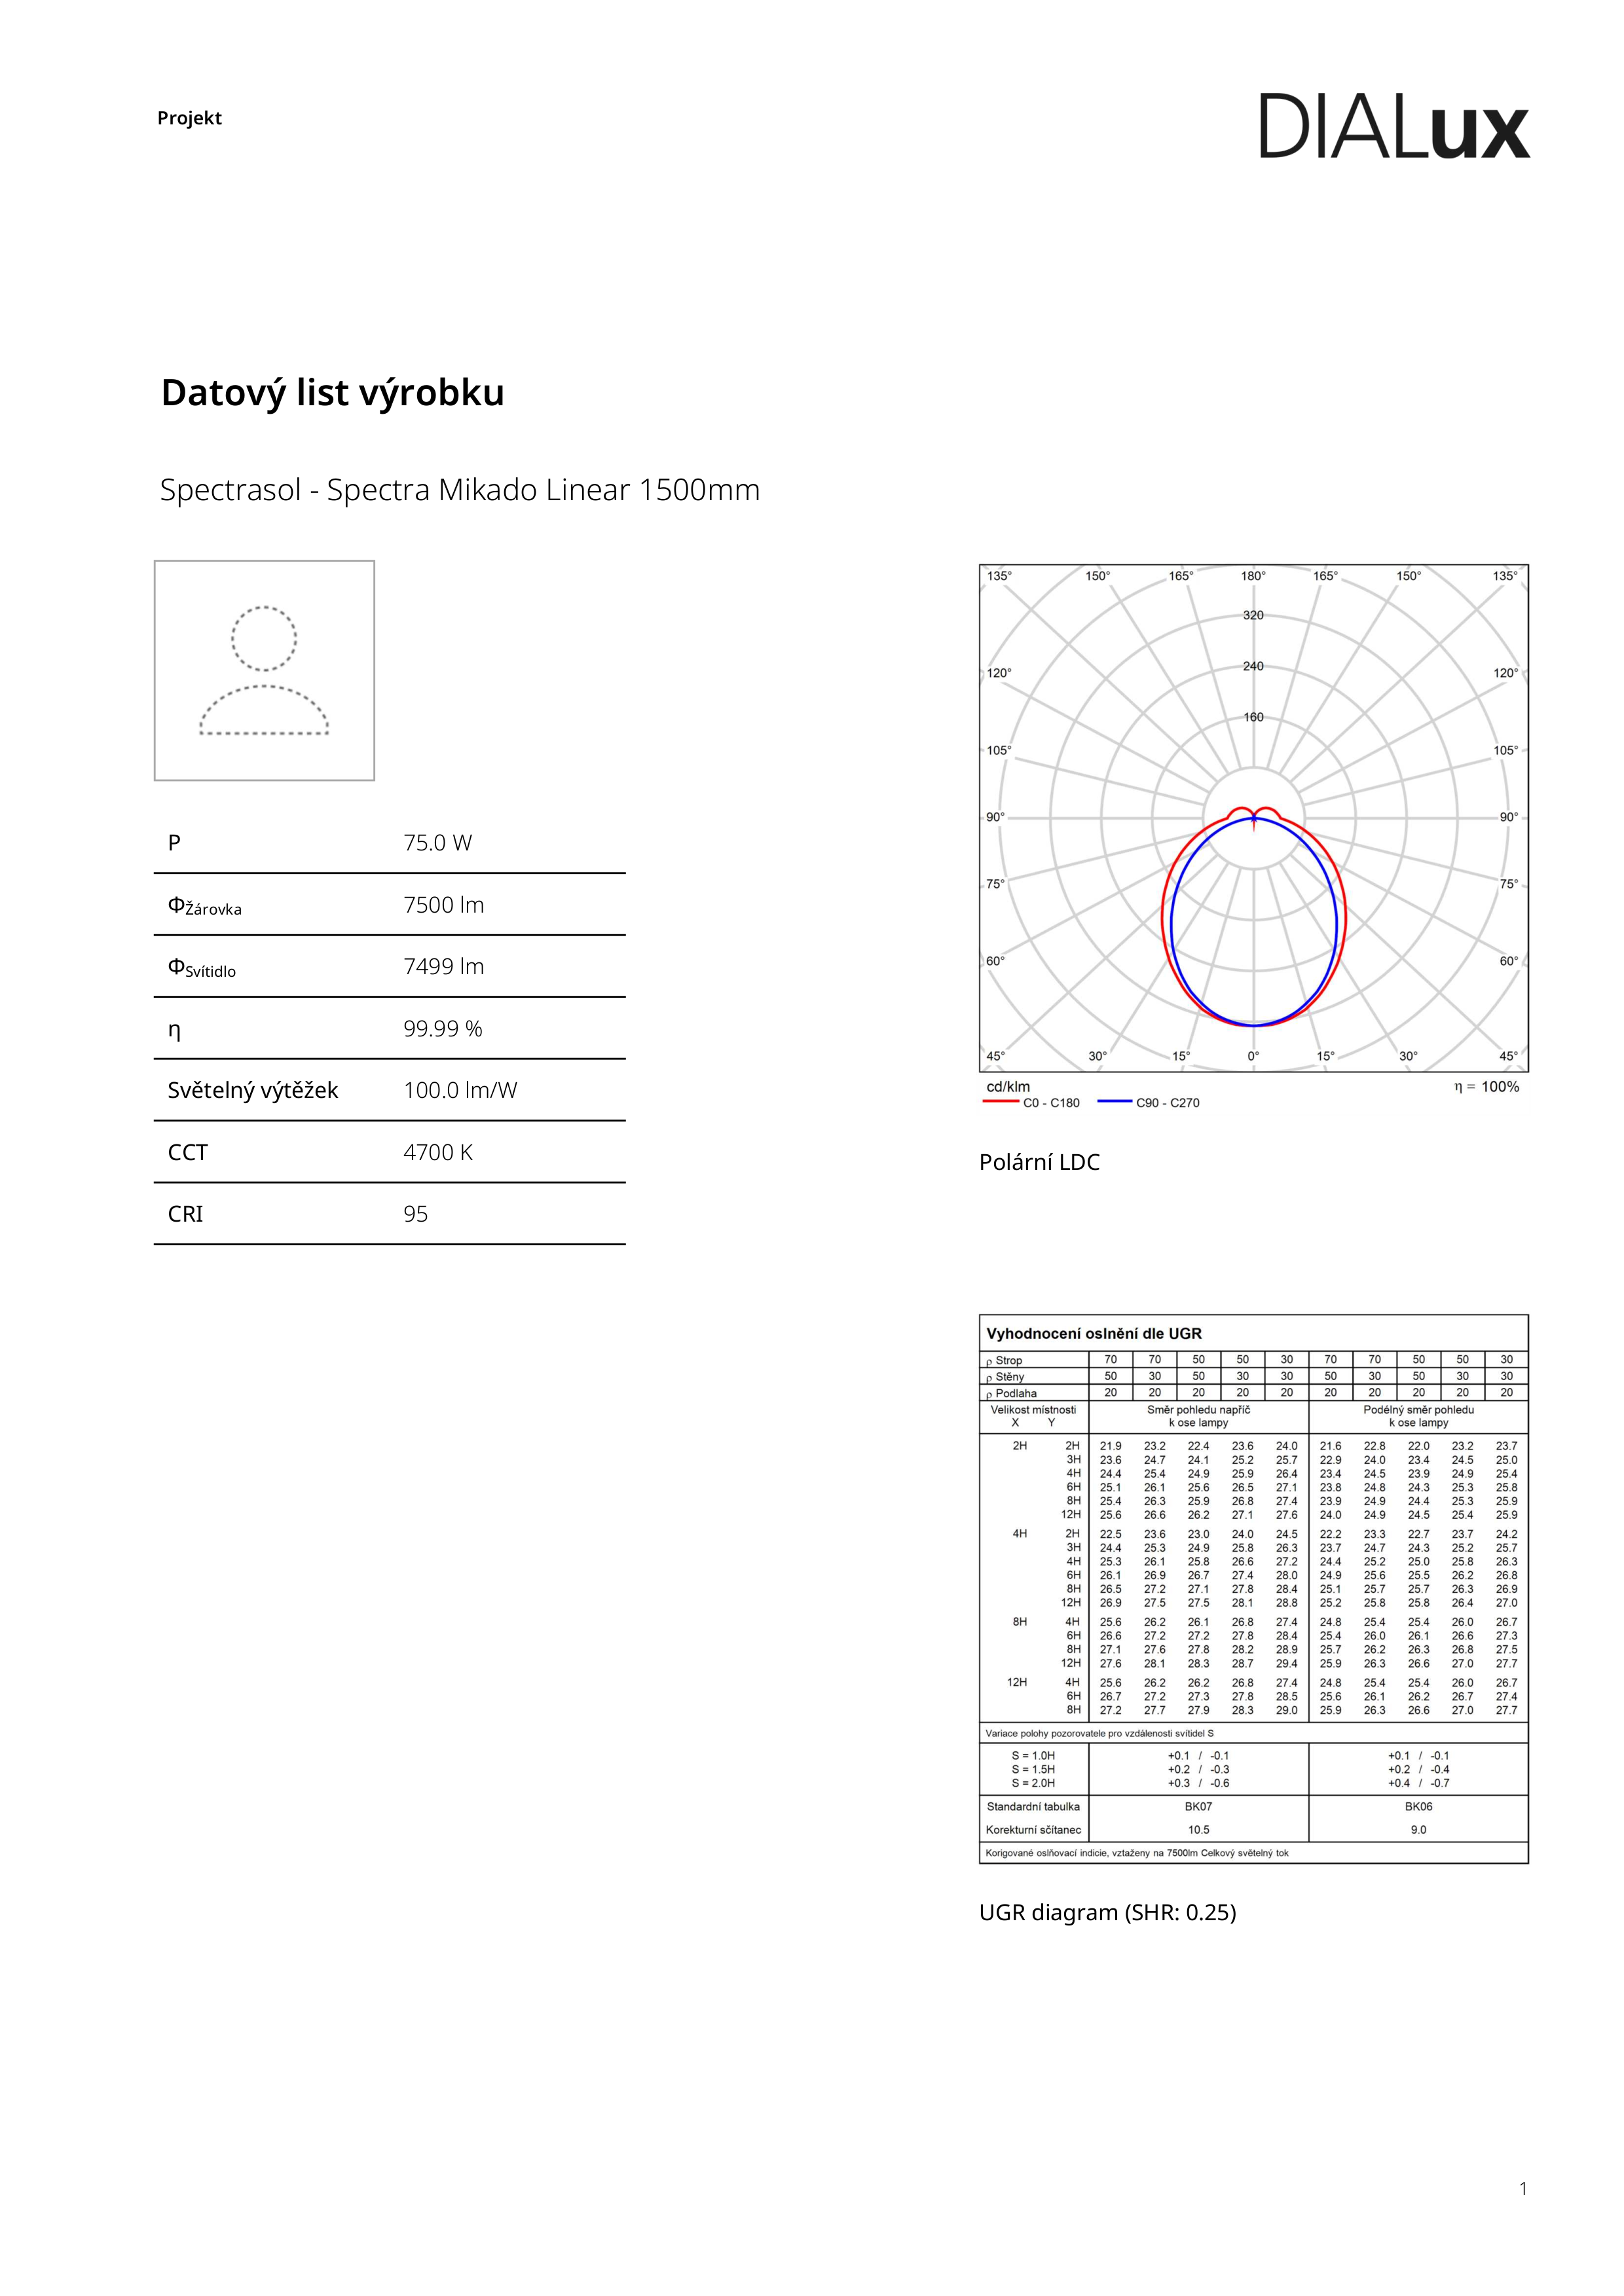 Projekt
DIALux
Datový list výrobku
Spectrasol - Spectra Mikado Linear 1500mm
P 75.0 W
ΦŽárovka 7500 lm
ΦSvítidlo 7499 lm
η 99.99 %
Světelný výtěžek 100.0 lm/W
CCT 4700 K
CRI 95
135° 150° 165° 180° 165° 150° 135°
320
240
120° 120°
160
105° 105°
90° 90°
75° 75°
60° 60°
45° 30° 15° 0° 15° 30° 45°
cd/klm η = 100%
C0 - C180 C90 - C270
Polární LDC
Vyhodnocení oslnění dle UGR
ρ Strop 70 70 50 50 30 70 70 50 50 30
ρ Stěny 50 30 50 30 30 50 30 50 30 30
ρ Podlaha 20 20 20 20 20 20 20 20 20 20
Velikost místnosti Směr pohledu napříč Podélný směr pohledu
X Y k ose lampy k ose lampy
2H 2H 21.9 23.2 22.4 23.6 24.0 21.6 22.8 22.0 23.2 23.7
3H 23.6 24.7 24.1 25.2 25.7 22.9 24.0 23.4 24.5 25.0
4H 24.4 25.4 24.9 25.9 26.4 23.4 24.5 23.9 24.9 25.4
6H 25.1 26.1 25.6 26.5 27.1 23.8 24.8 24.3 25.3 25.8
8H 25.4 26.3 25.9 26.8 27.4 23.9 24.9 24.4 25.3 25.9
12H 25.6 26.6 26.2 27.1 27.6 24.0 24.9 24.5 25.4 25.9
4H 2H 22.5 23.6 23.0 24.0 24.5 22.2 23.3 22.7 23.7 24.2
3H 24.4 25.3 24.9 25.8 26.3 23.7 24.7 24.3 25.2 25.7
4H 25.3 26.1 25.8 26.6 27.2 24.4 25.2 25.0 25.8 26.3
6H 26.1 26.9 26.7 27.4 28.0 24.9 25.6 25.5 26.2 26.8
8H 26.5 27.2 27.1 27.8 28.4 25.1 25.7 25.7 26.3 26.9
12H 26.9 27.5 27.5 28.1 28.8 25.2 25.8 25.8 26.4 27.0
8H 4H 25.6 26.2 26.1 26.8 27.4 24.8 25.4 25.4 26.0 26.7
6H 26.6 27.2 27.2 27.8 28.4 25.4 26.0 26.1 26.6 27.3
8H 27.1 27.6 27.8 28.2 28.9 25.7 26.2 26.3 26.8 27.5
12H 27.6 28.1 28.3 28.7 29.4 25.9 26.3 26.6 27.0 27.7
12H 4H 25.6 26.2 26.2 26.8 27.4 24.8 25.4 25.4 26.0 26.7
6H 26.7 27.2 27.3 27.8 28.5 25.6 26.1 26.2 26.7 27.4
8H 27.2 27.7 27.9 28.3 29.0 25.9 26.3 26.6 27.0 27.7
Variace polohy pozorovatele pro vzdálenosti svítidel S
S = 1.0H +0.1 / -0.1 +0.1 / -0.1
S = 1.5H +0.2 / -0.3 +0.2 / -0.4
S = 2.0H +0.3 / -0.6 +0.4 / -0.7
Standardní tabulka BK07 BK06
Korekturní sčítanec 10.5 9.0
Korigované oslňovací indicie, vztaženy na 7500lm Celkový světelný tok
UGR diagram (SHR: 0.25)
1